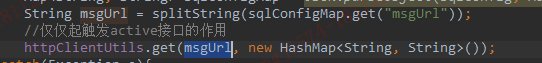 String msgUrl = splitString(sqlConfigMap.get("msgUrl"));
//仅仅起触发active接口的作用
httpClientUtils.get(msgUrl, new HashMap<String, String>());